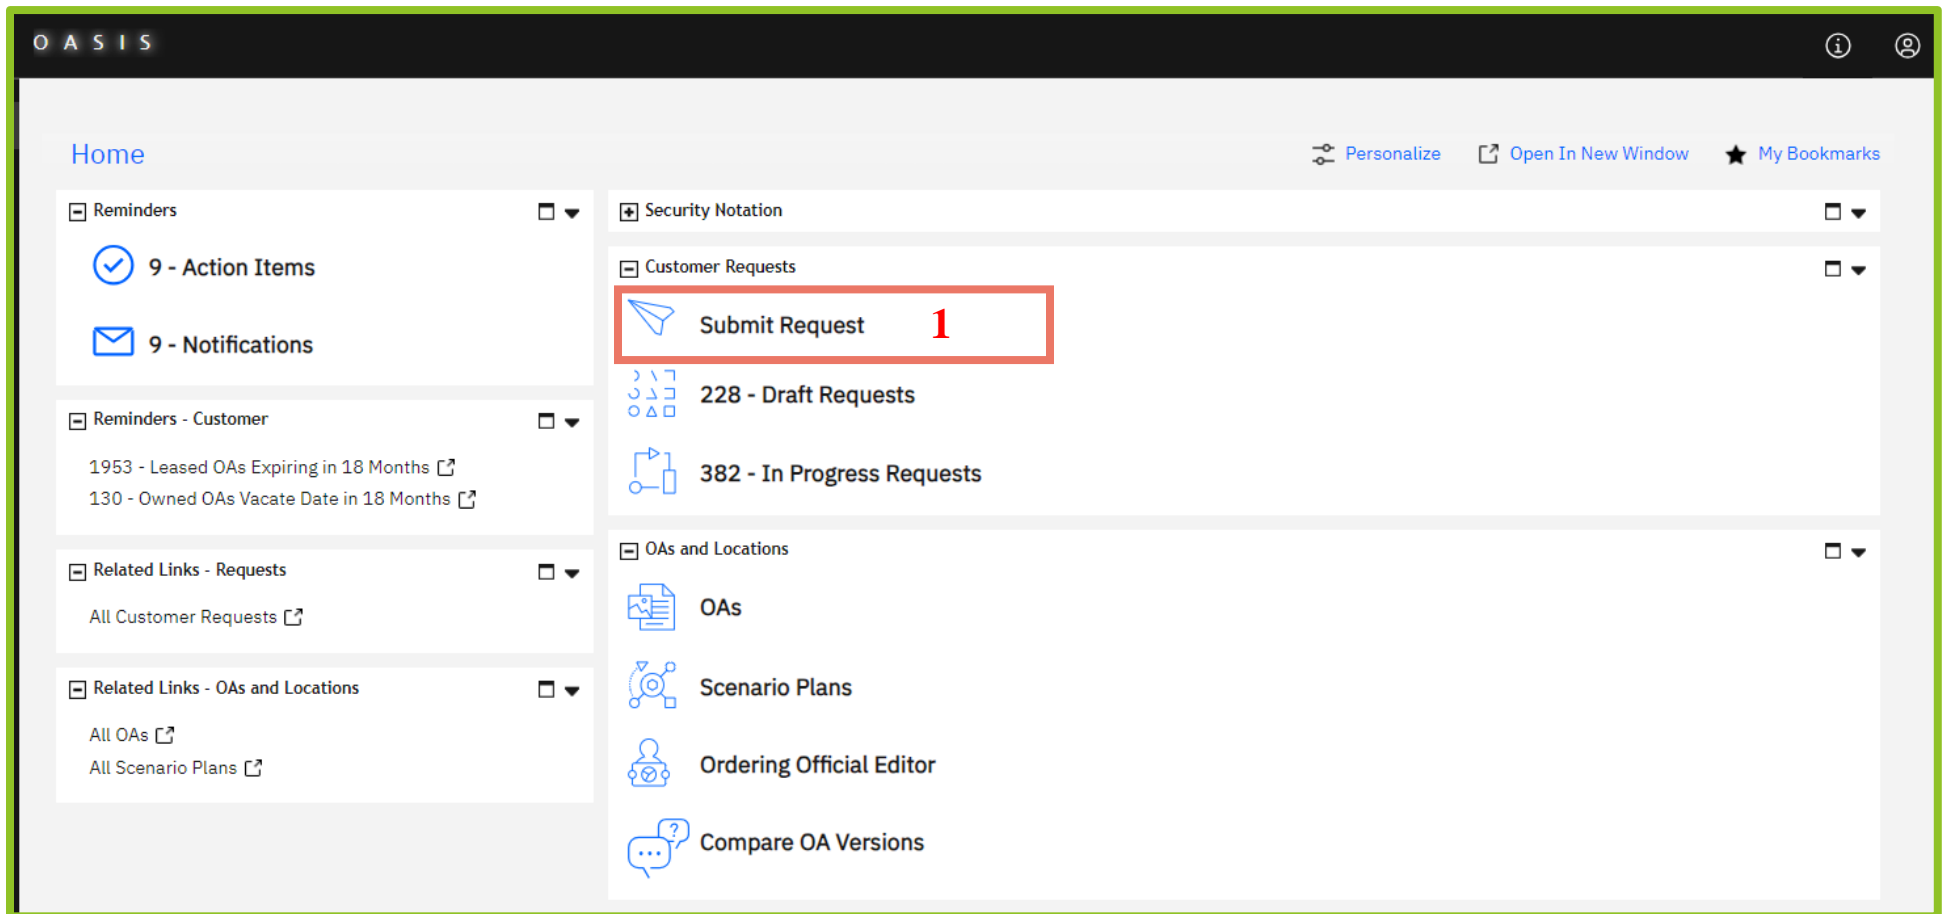 OASIS
Home
Personalize
Open In New Window
My Bookmarks
Reminders
9 - Action Items
9 - Notifications
Reminders - Customer
1953 - Leased OAs Expiring in 18 Months
130 - Owned OAs Vacate Date in 18 Months
Related Links - Requests
All Customer Requests
Related Links - OAs and Locations
All OAs
All Scenario Plans
Security Notation
Customer Requests
Submit Request 1
228 - Draft Requests
382 - In Progress Requests
OAs and Locations
OAs
Scenario Plans
Ordering Official Editor
Compare OA Versions